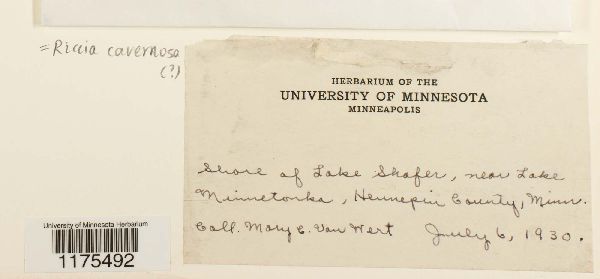 = Riccia cavernosa
(?)
HERBARIUM OF THE
UNIVERSITY OF MINNESOTA
MINNEAPOLIS
Shore of Lake Shafer, near Lake
Minnetonka, Hennepin County, Minn.
Coll. Mary C. Van Wert July 6, 1930.
University of Minnesota Herbarium
1175492